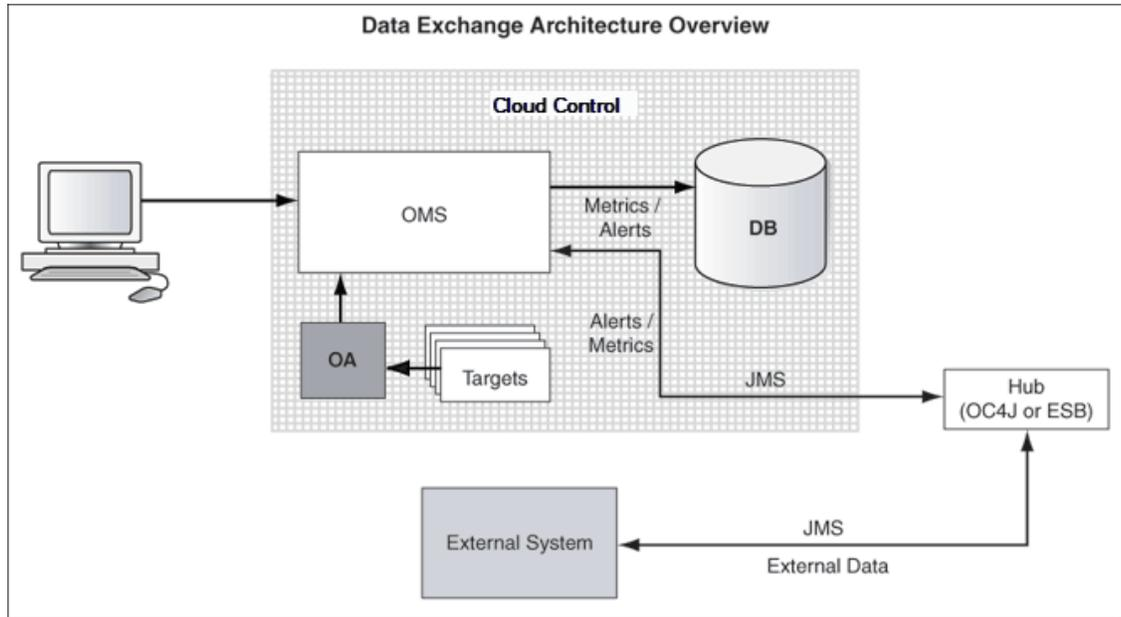 Data Exchange Architecture Overview
Cloud Control
OMS
Metrics /
Alerts
DB
Alerts /
Metrics
OA
Targets
JMS
Hub
(OC4J or ESB)
External System
JMS
External Data